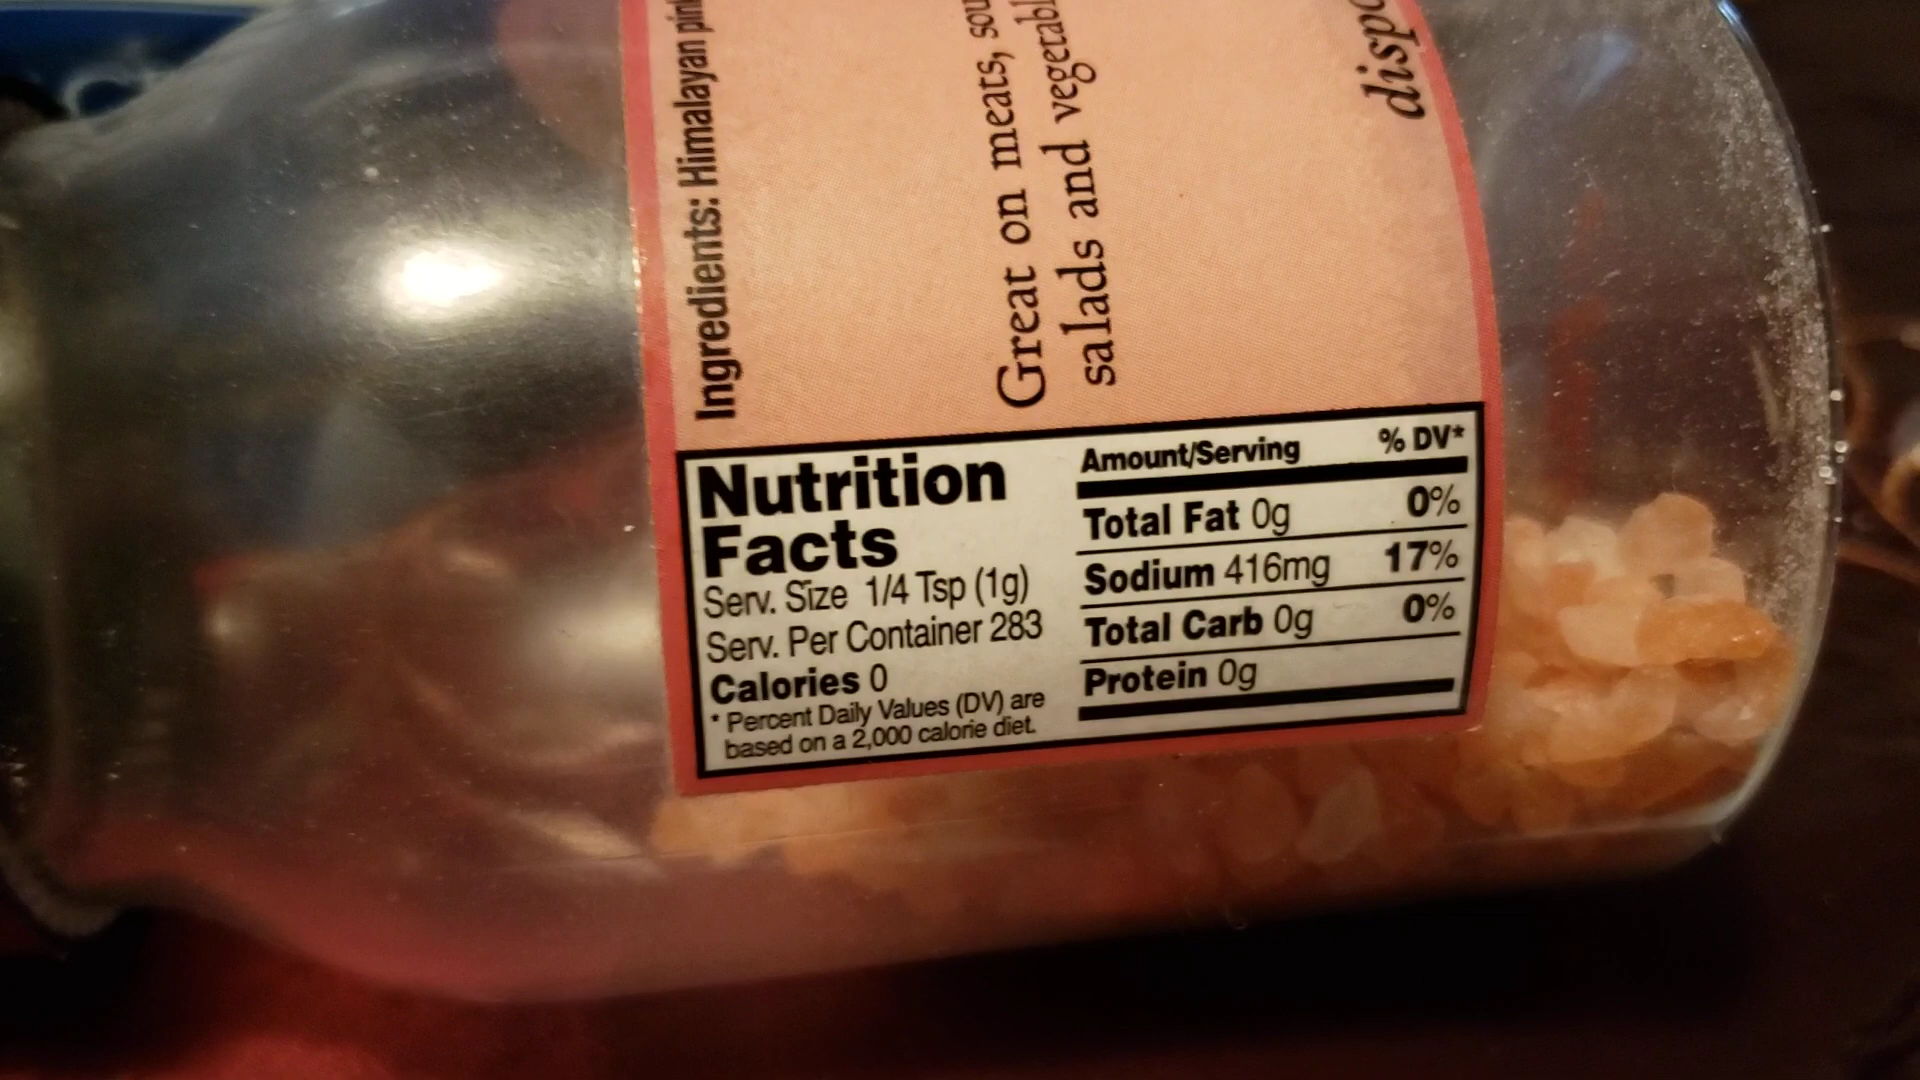 Ingredients: Himalayan
Great on meats,
salads and
Nutrition
Facts
Serv. Size 1/4 Tsp (1g)
Serv. Per Container 283
Calories 0
* Percent Daily Values (DV) are
based on a 2,000 calorie diet.
Amount/Serving % DV*
Total Fat 0g 0%
Sodium 416mg 17%
Total Carb 0g 0%
Protein 0g